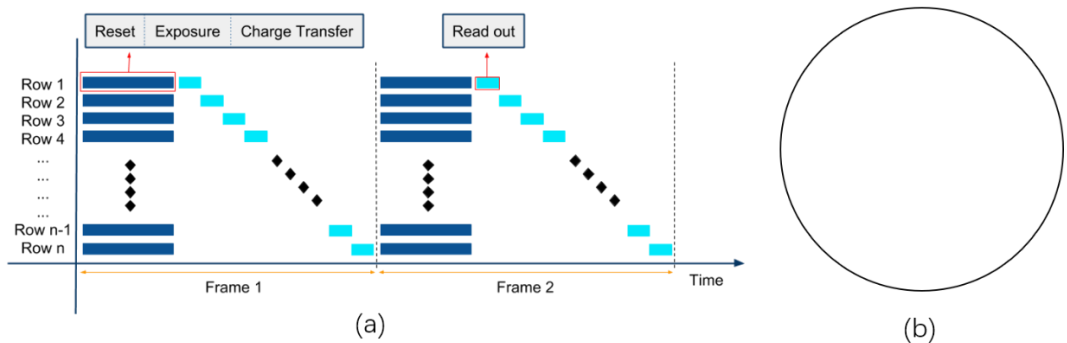 Reset Exposure Charge Transfer
Read out
Row 1
Row 2
Row 3
Row 4
...
...
...
...
Row n-1
Row n
Frame 1
Frame 2
Time
(a)
(b)